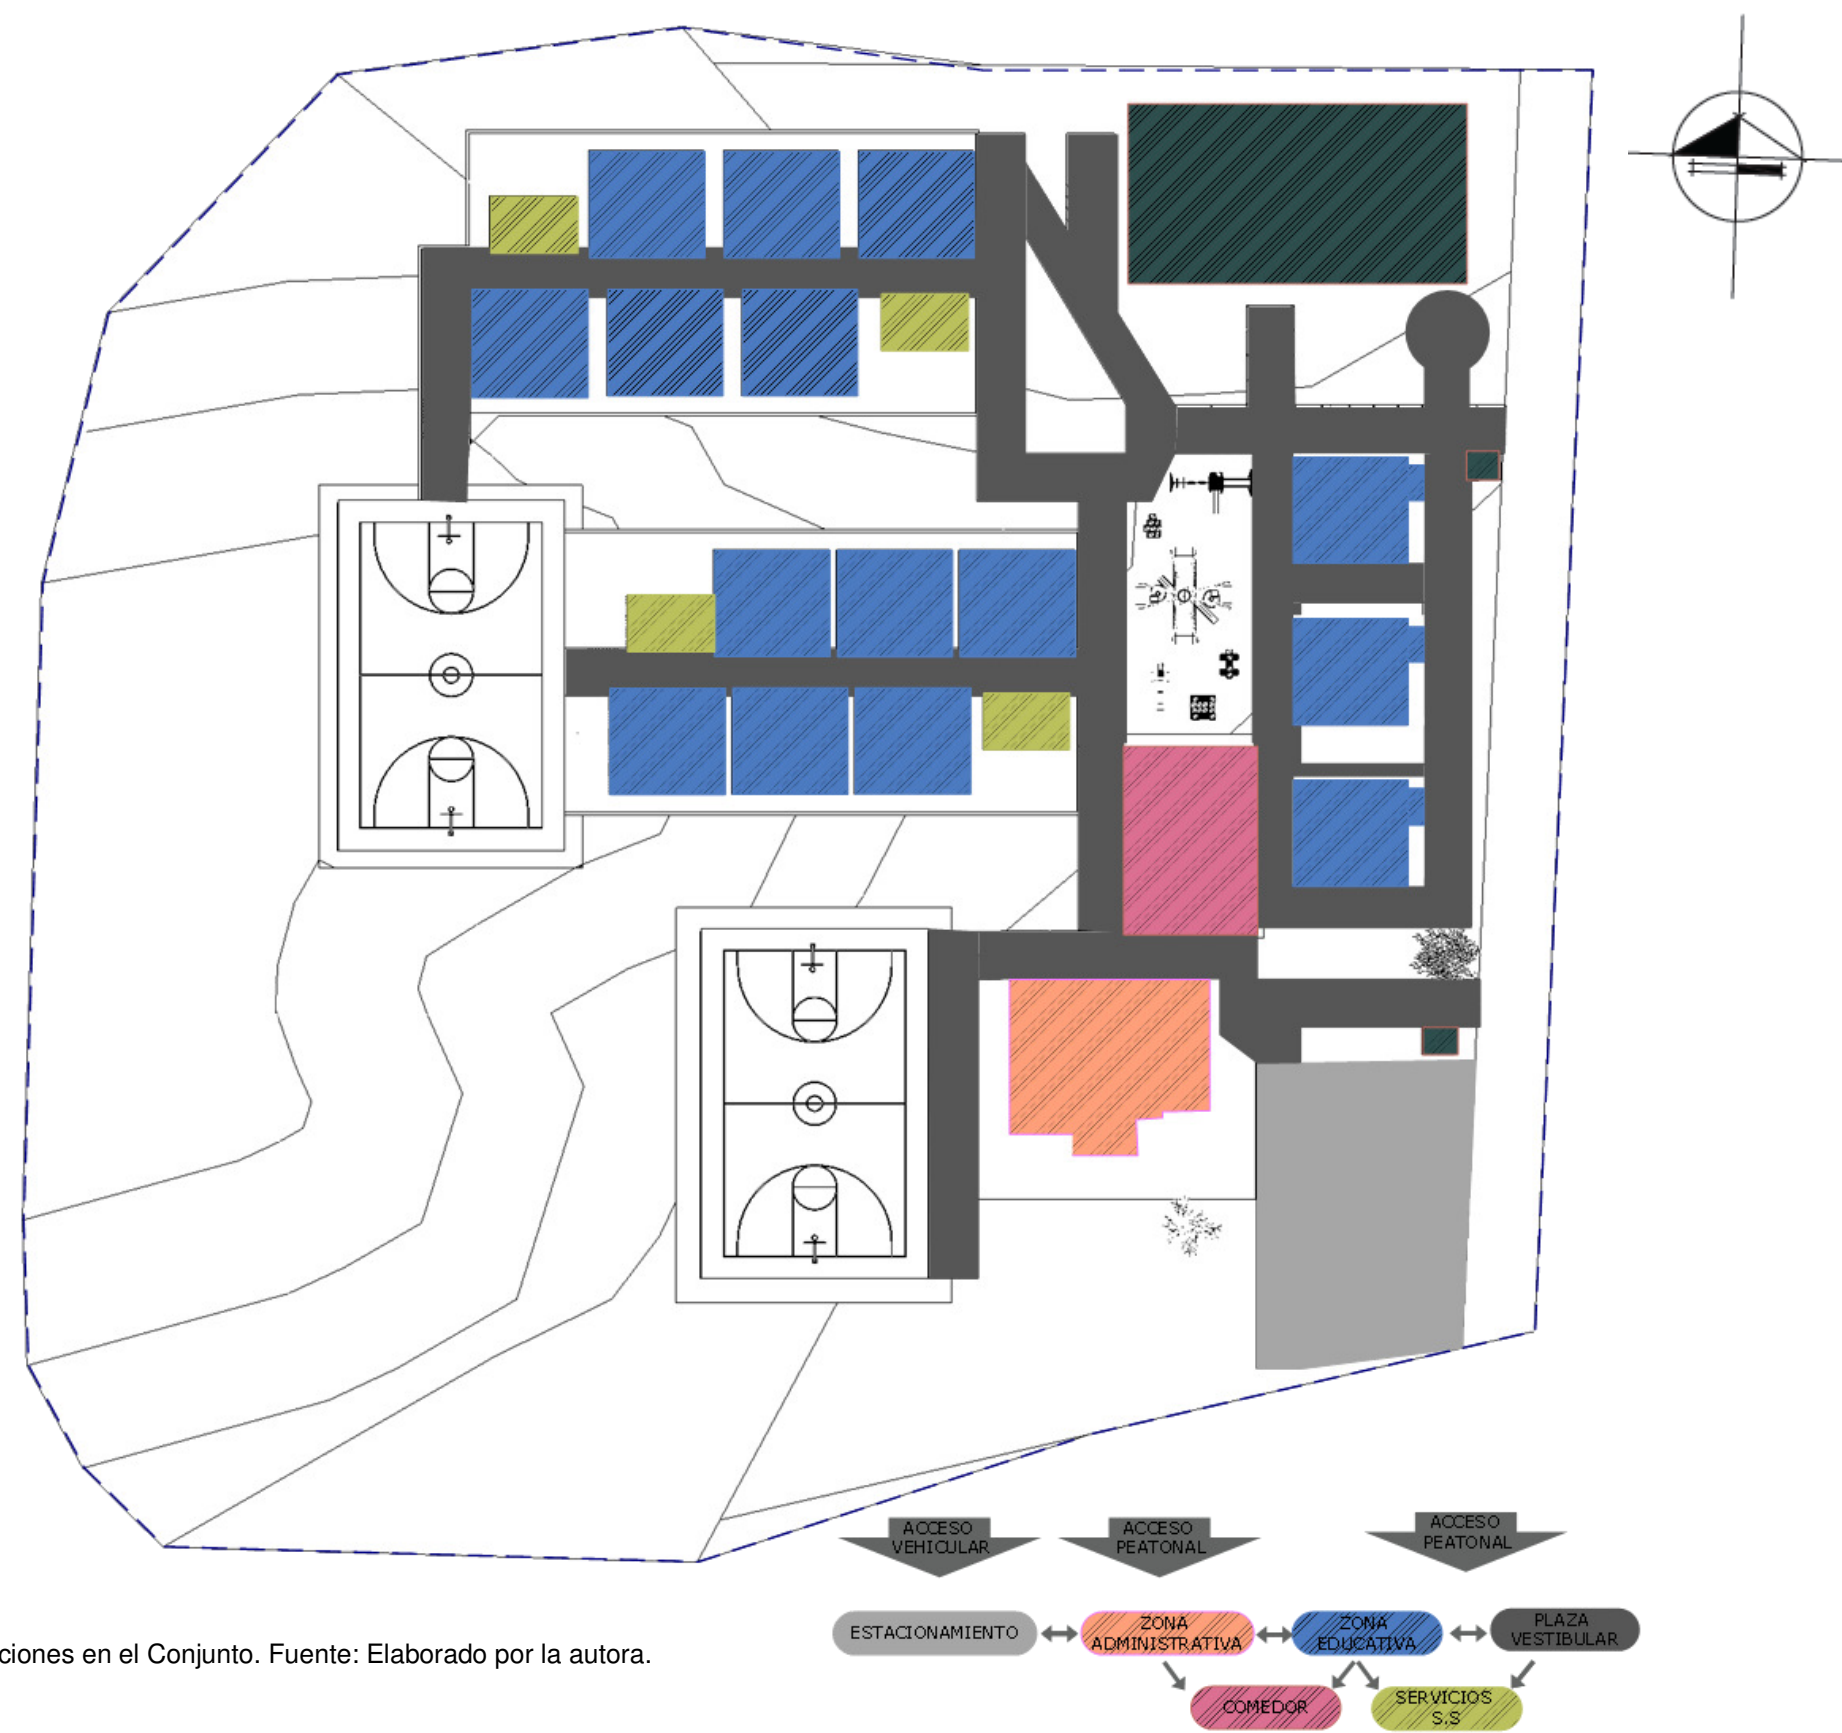 ACCESO
VEHICULAR
ACCESO
PEATONAL
ACCESO
PEATONAL
ESTACIONAMIENTO
ZONA
ADMINISTRATIVA
ZONA
EDUCATIVA
PLAZA
VESTIBULAR
COMEDOR
SERVICIOS
S.S
ciones en el Conjunto. Fuente: Elaborado por la autora.